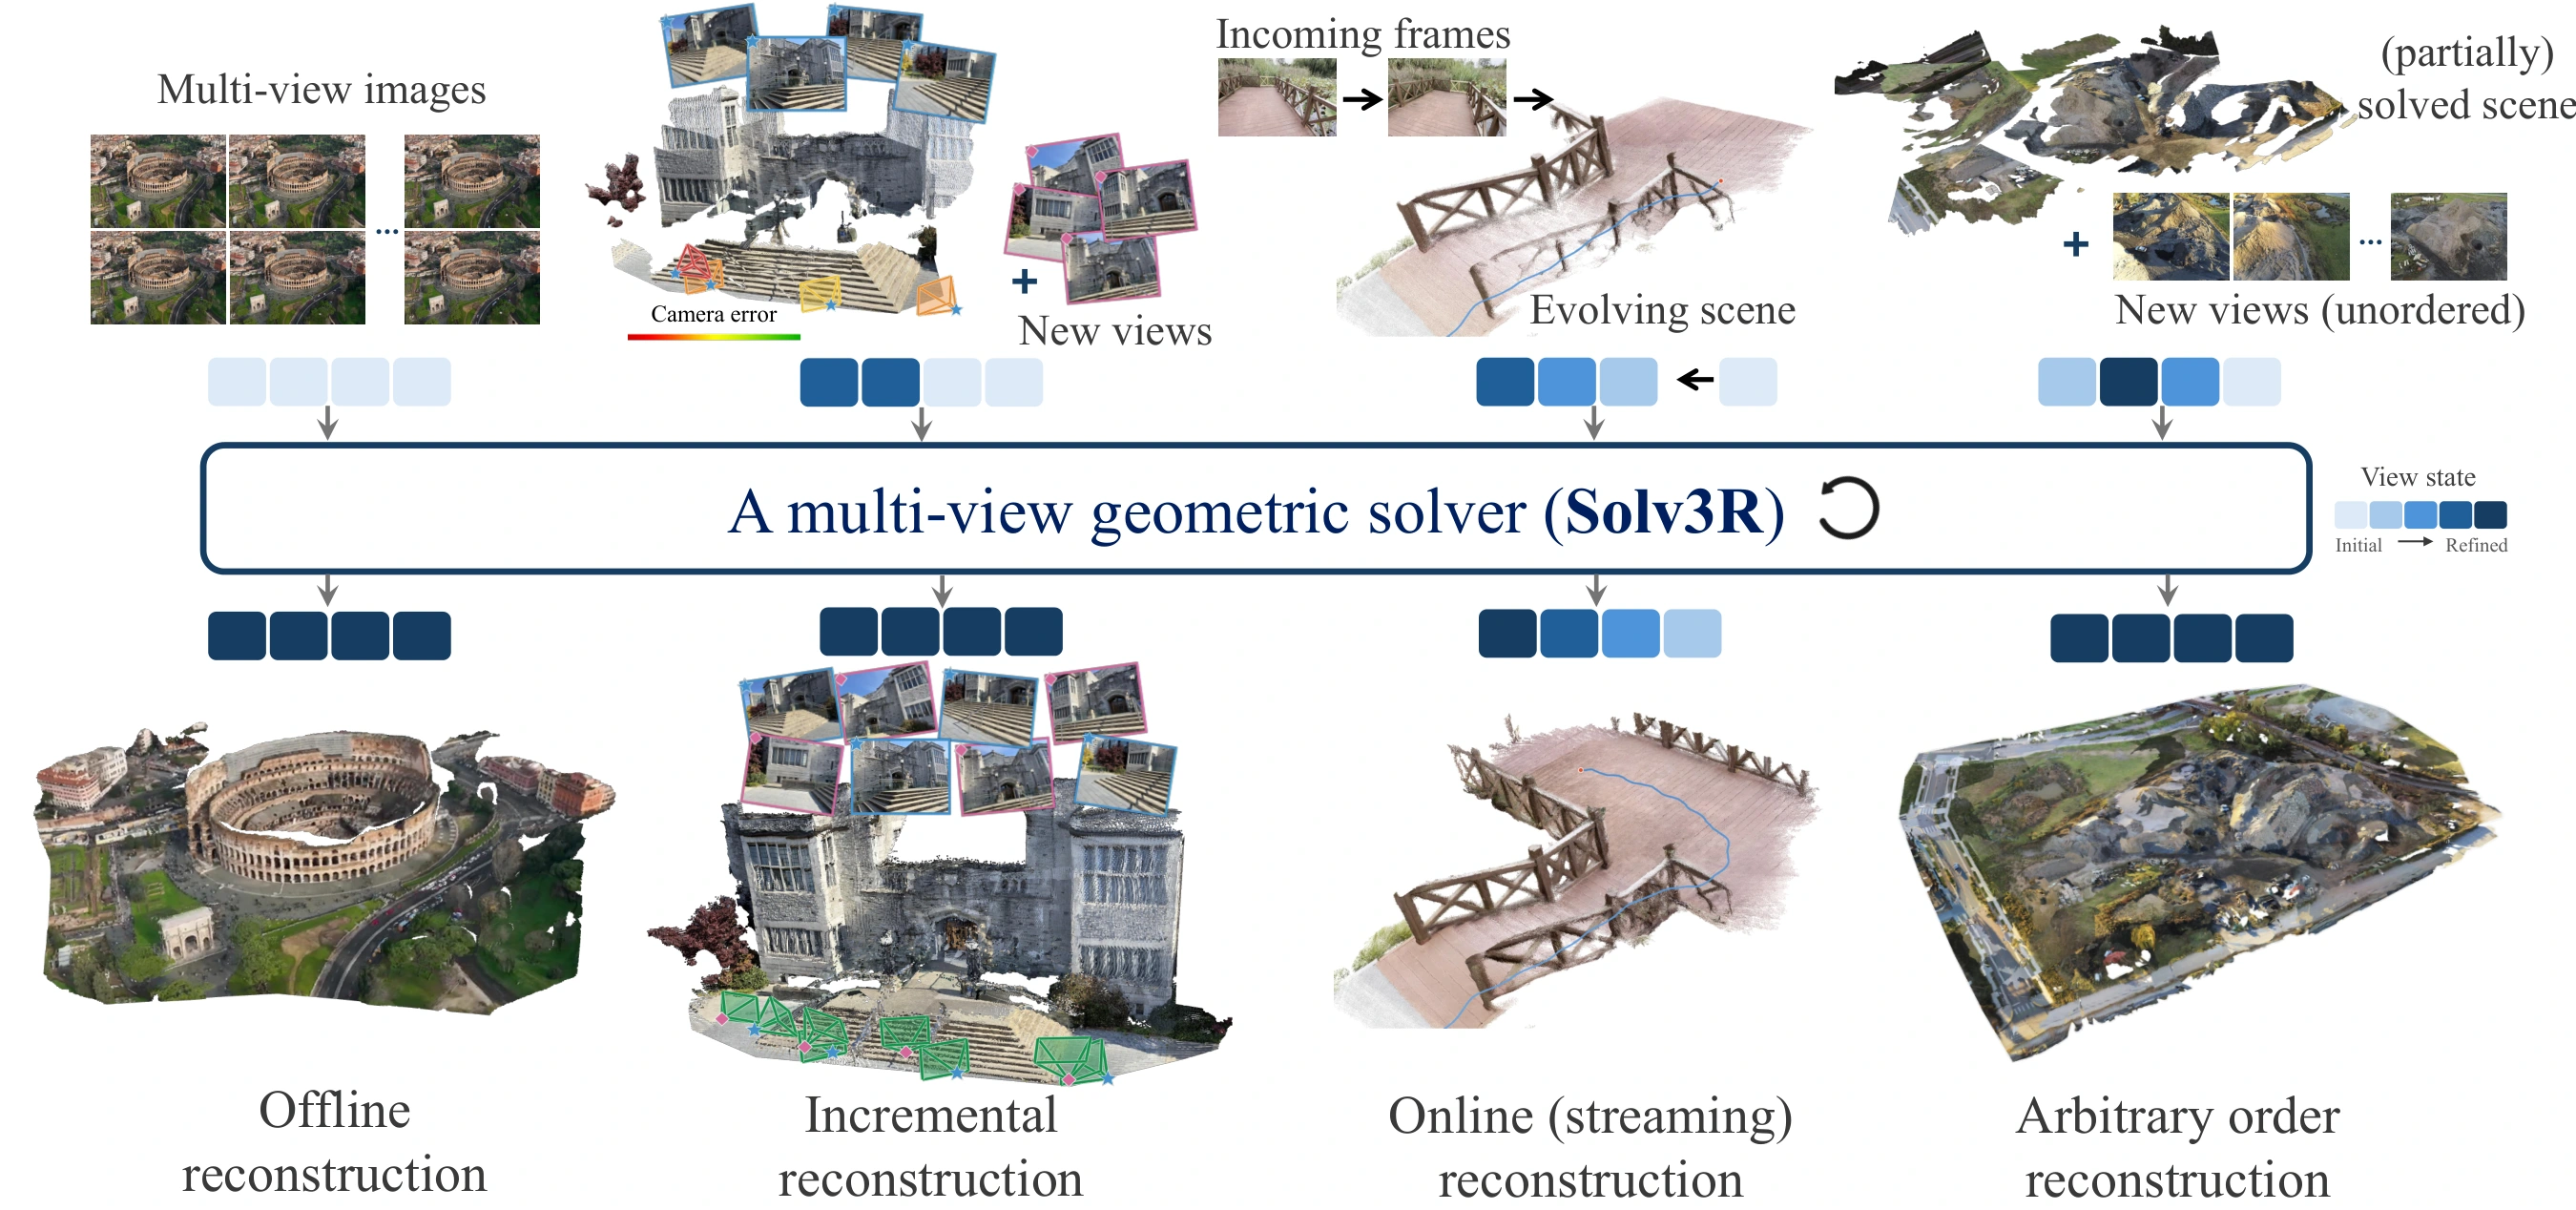 Multi-view images
Camera error
+
New views
Incoming frames
Evolving scene
(partially)
solved scene
+
...
New views (unordered)
...
A multi-view geometric solver (Solv3R)
View state
Initial
Refined
Offline
reconstruction
Incremental
reconstruction
Online (streaming)
reconstruction
Arbitrary order
reconstruction